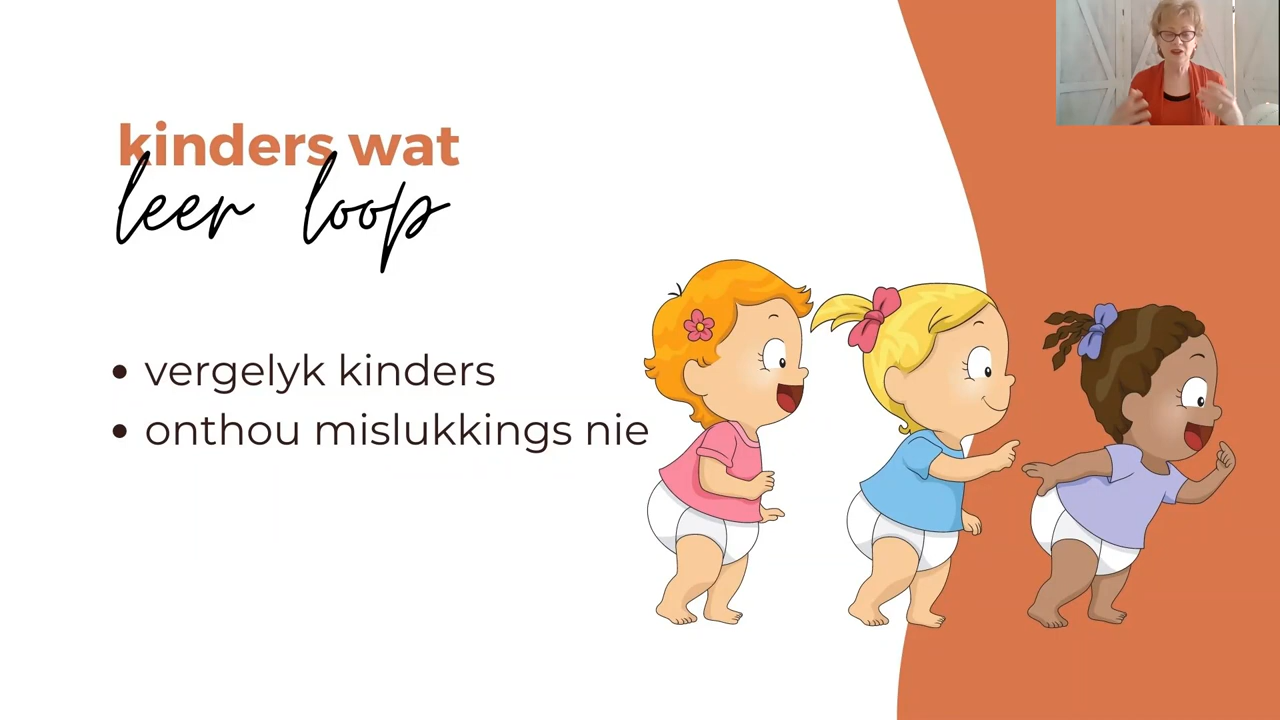 kinders wat
leer loop
• vergelyk kinders
• onthou mislukkings nie